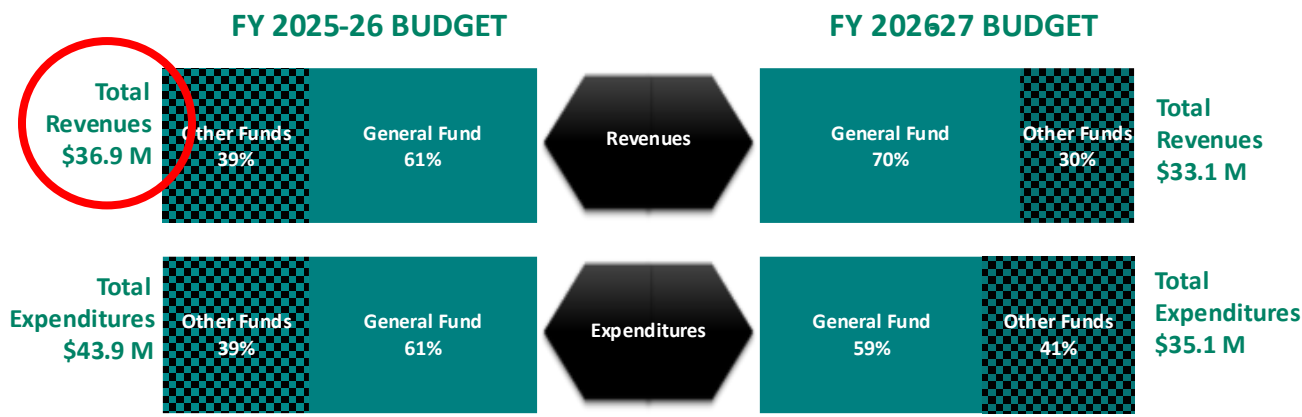 FY 2025-26 BUDGET
FY 202627 BUDGET
Total
Revenues
$36.9 M
Other Funds
39%
General Fund
61%
Revenues
General Fund
70%
Other Funds
30%
Total
Revenues
$33.1 M
Total
Expenditures
$43.9 M
Other Funds
39%
General Fund
61%
Expenditures
General Fund
59%
Other Funds
41%
Total
Expenditures
$35.1 M